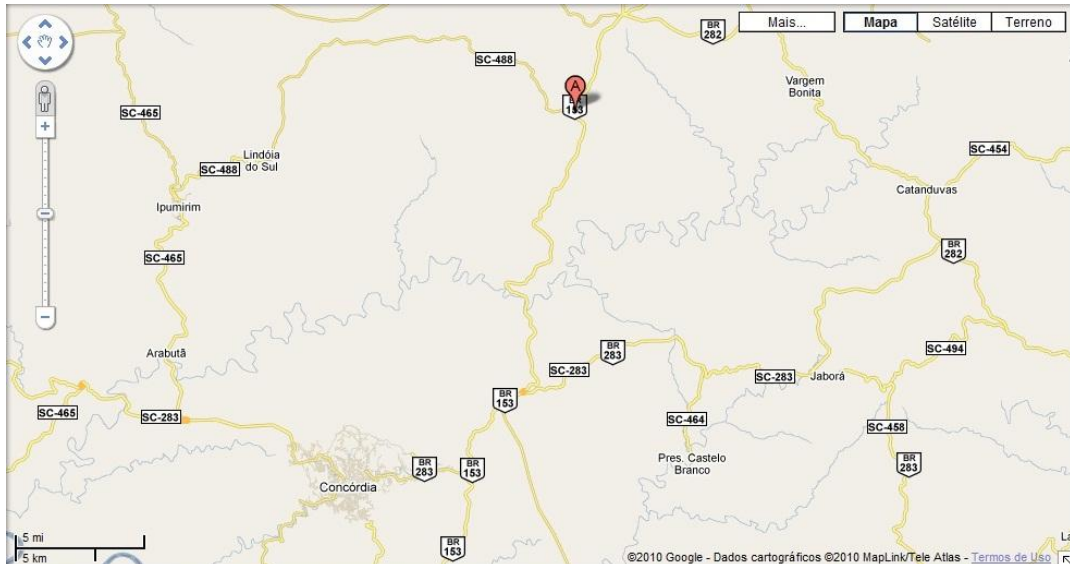 Mais...
Mapa
Satélite
Terreno
BR
282
SC-488
Vargem
Bonita
A
BR
153
SC-465
SC-454
Lindóia
do Sul
SC-488
Catanduvas
Ipumirim
BR
282
SC-465
SC-494
Arabutã
BR
283
SC-283
SC-283
Jaborá
BR
153
SC-465
SC-283
SC-464
SC-458
Pres. Castelo
Branco
BR
283
BR
153
BR
283
Concórdia
BR
153
5 mi
5 km
©2010 Google - Dados cartográficos ©2010 MapLink/Tele Atlas - Termos de Uso